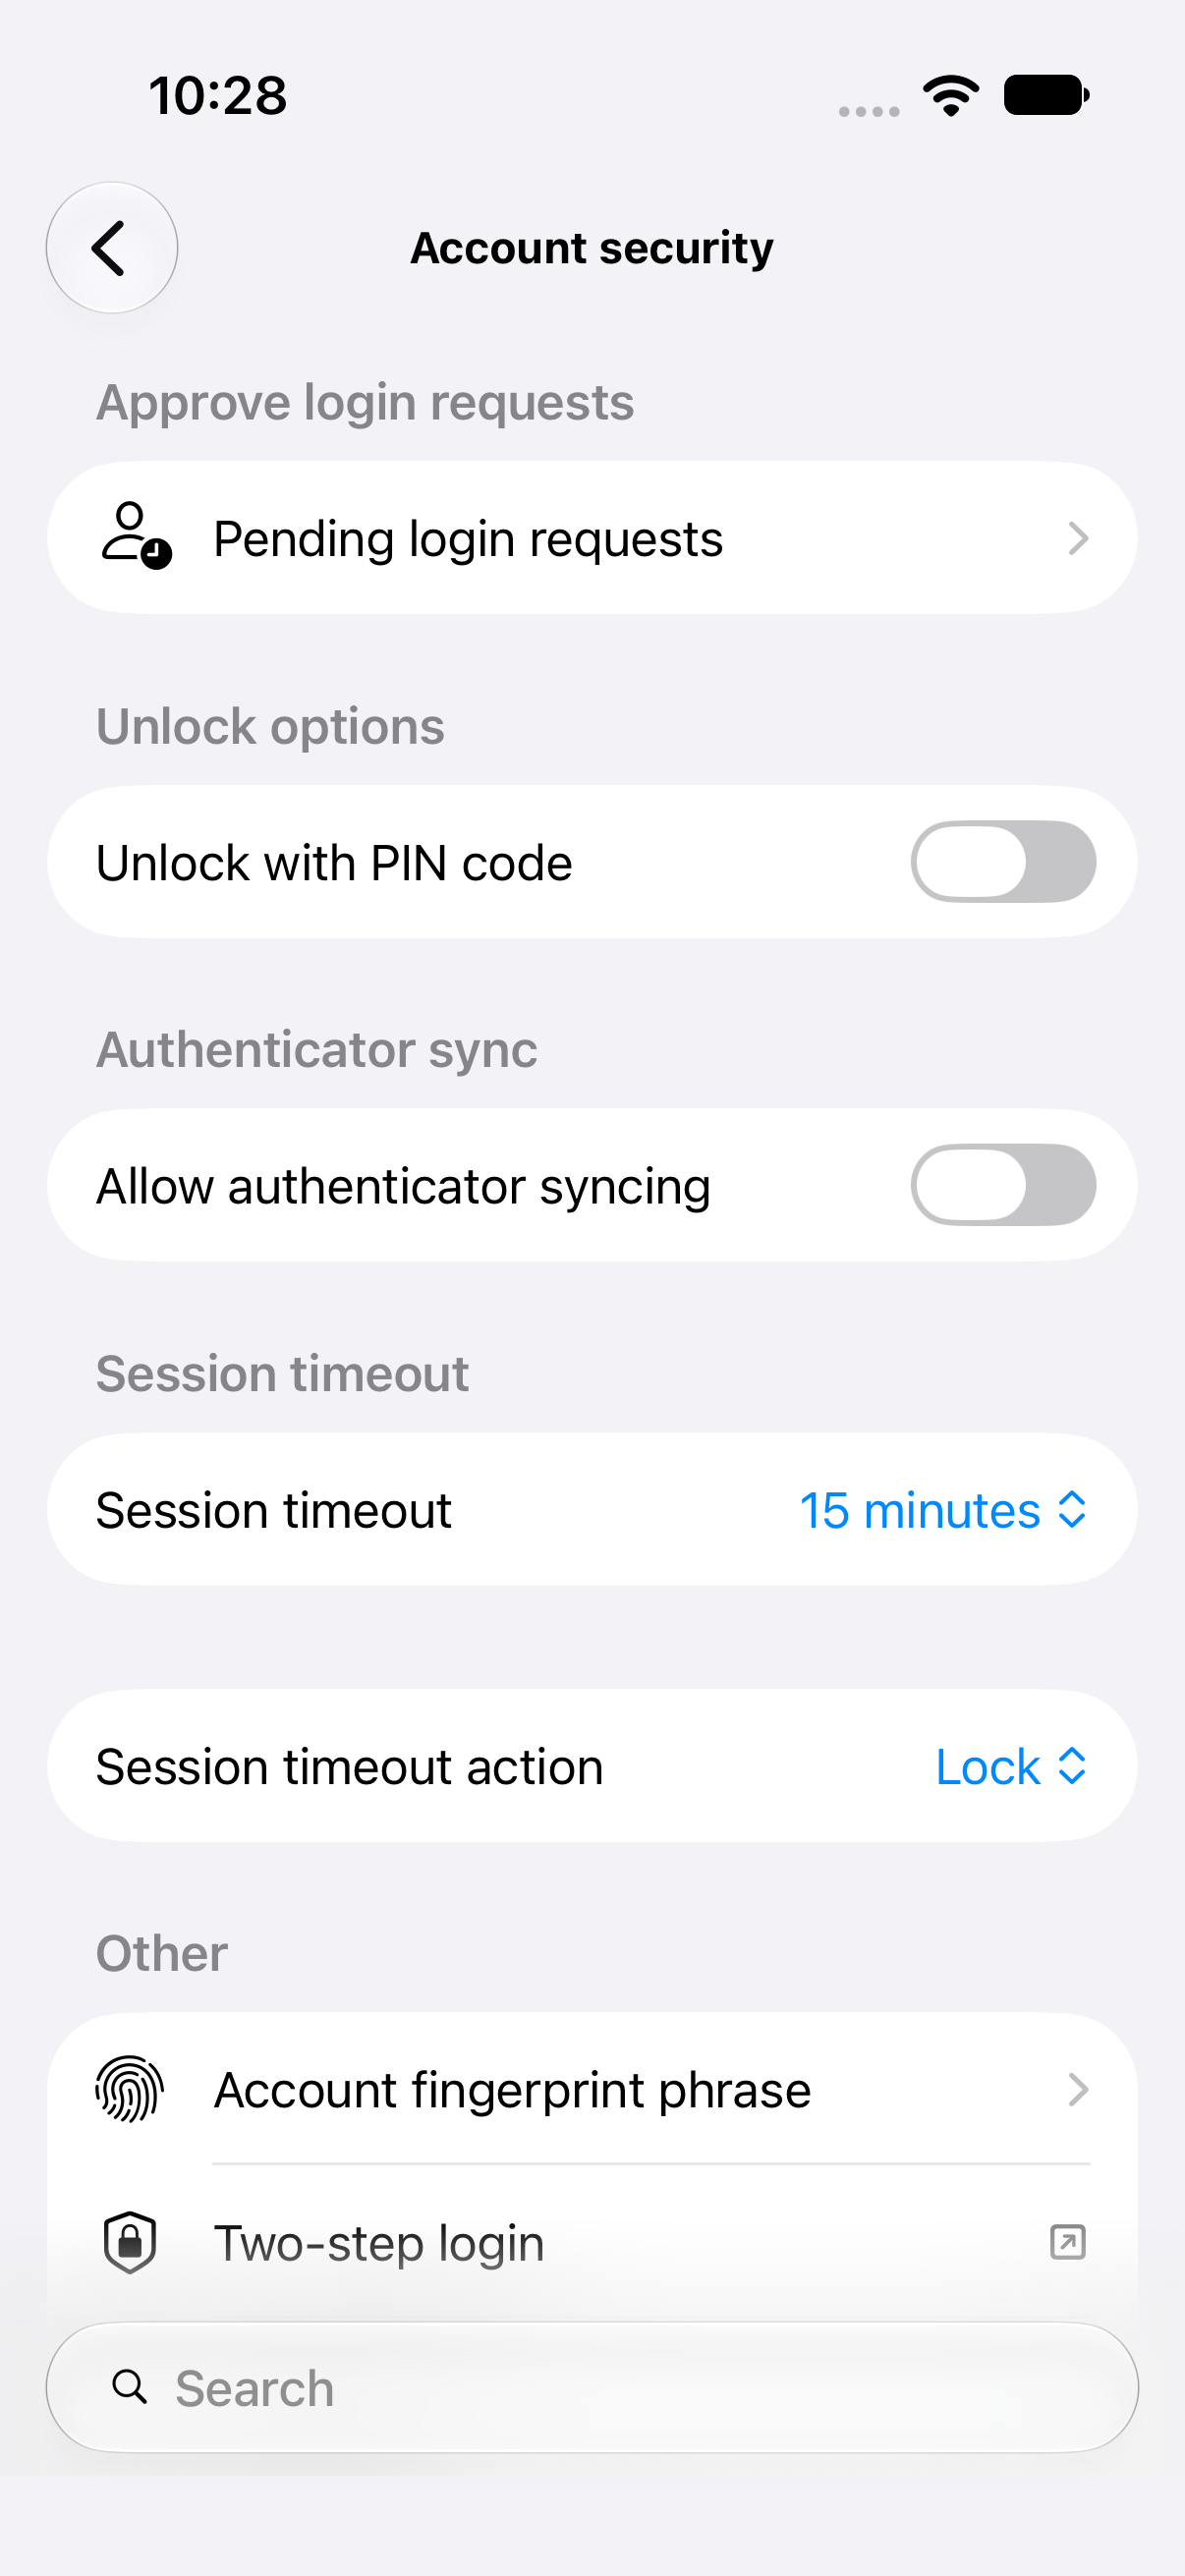 10:28
Account security
Approve login requests
Pending login requests
Unlock options
Unlock with PIN code
Authenticator sync
Allow authenticator syncing
Session timeout
Session timeout 15 minutes
Session timeout action Lock
Other
Account fingerprint phrase
Two-step login
Search